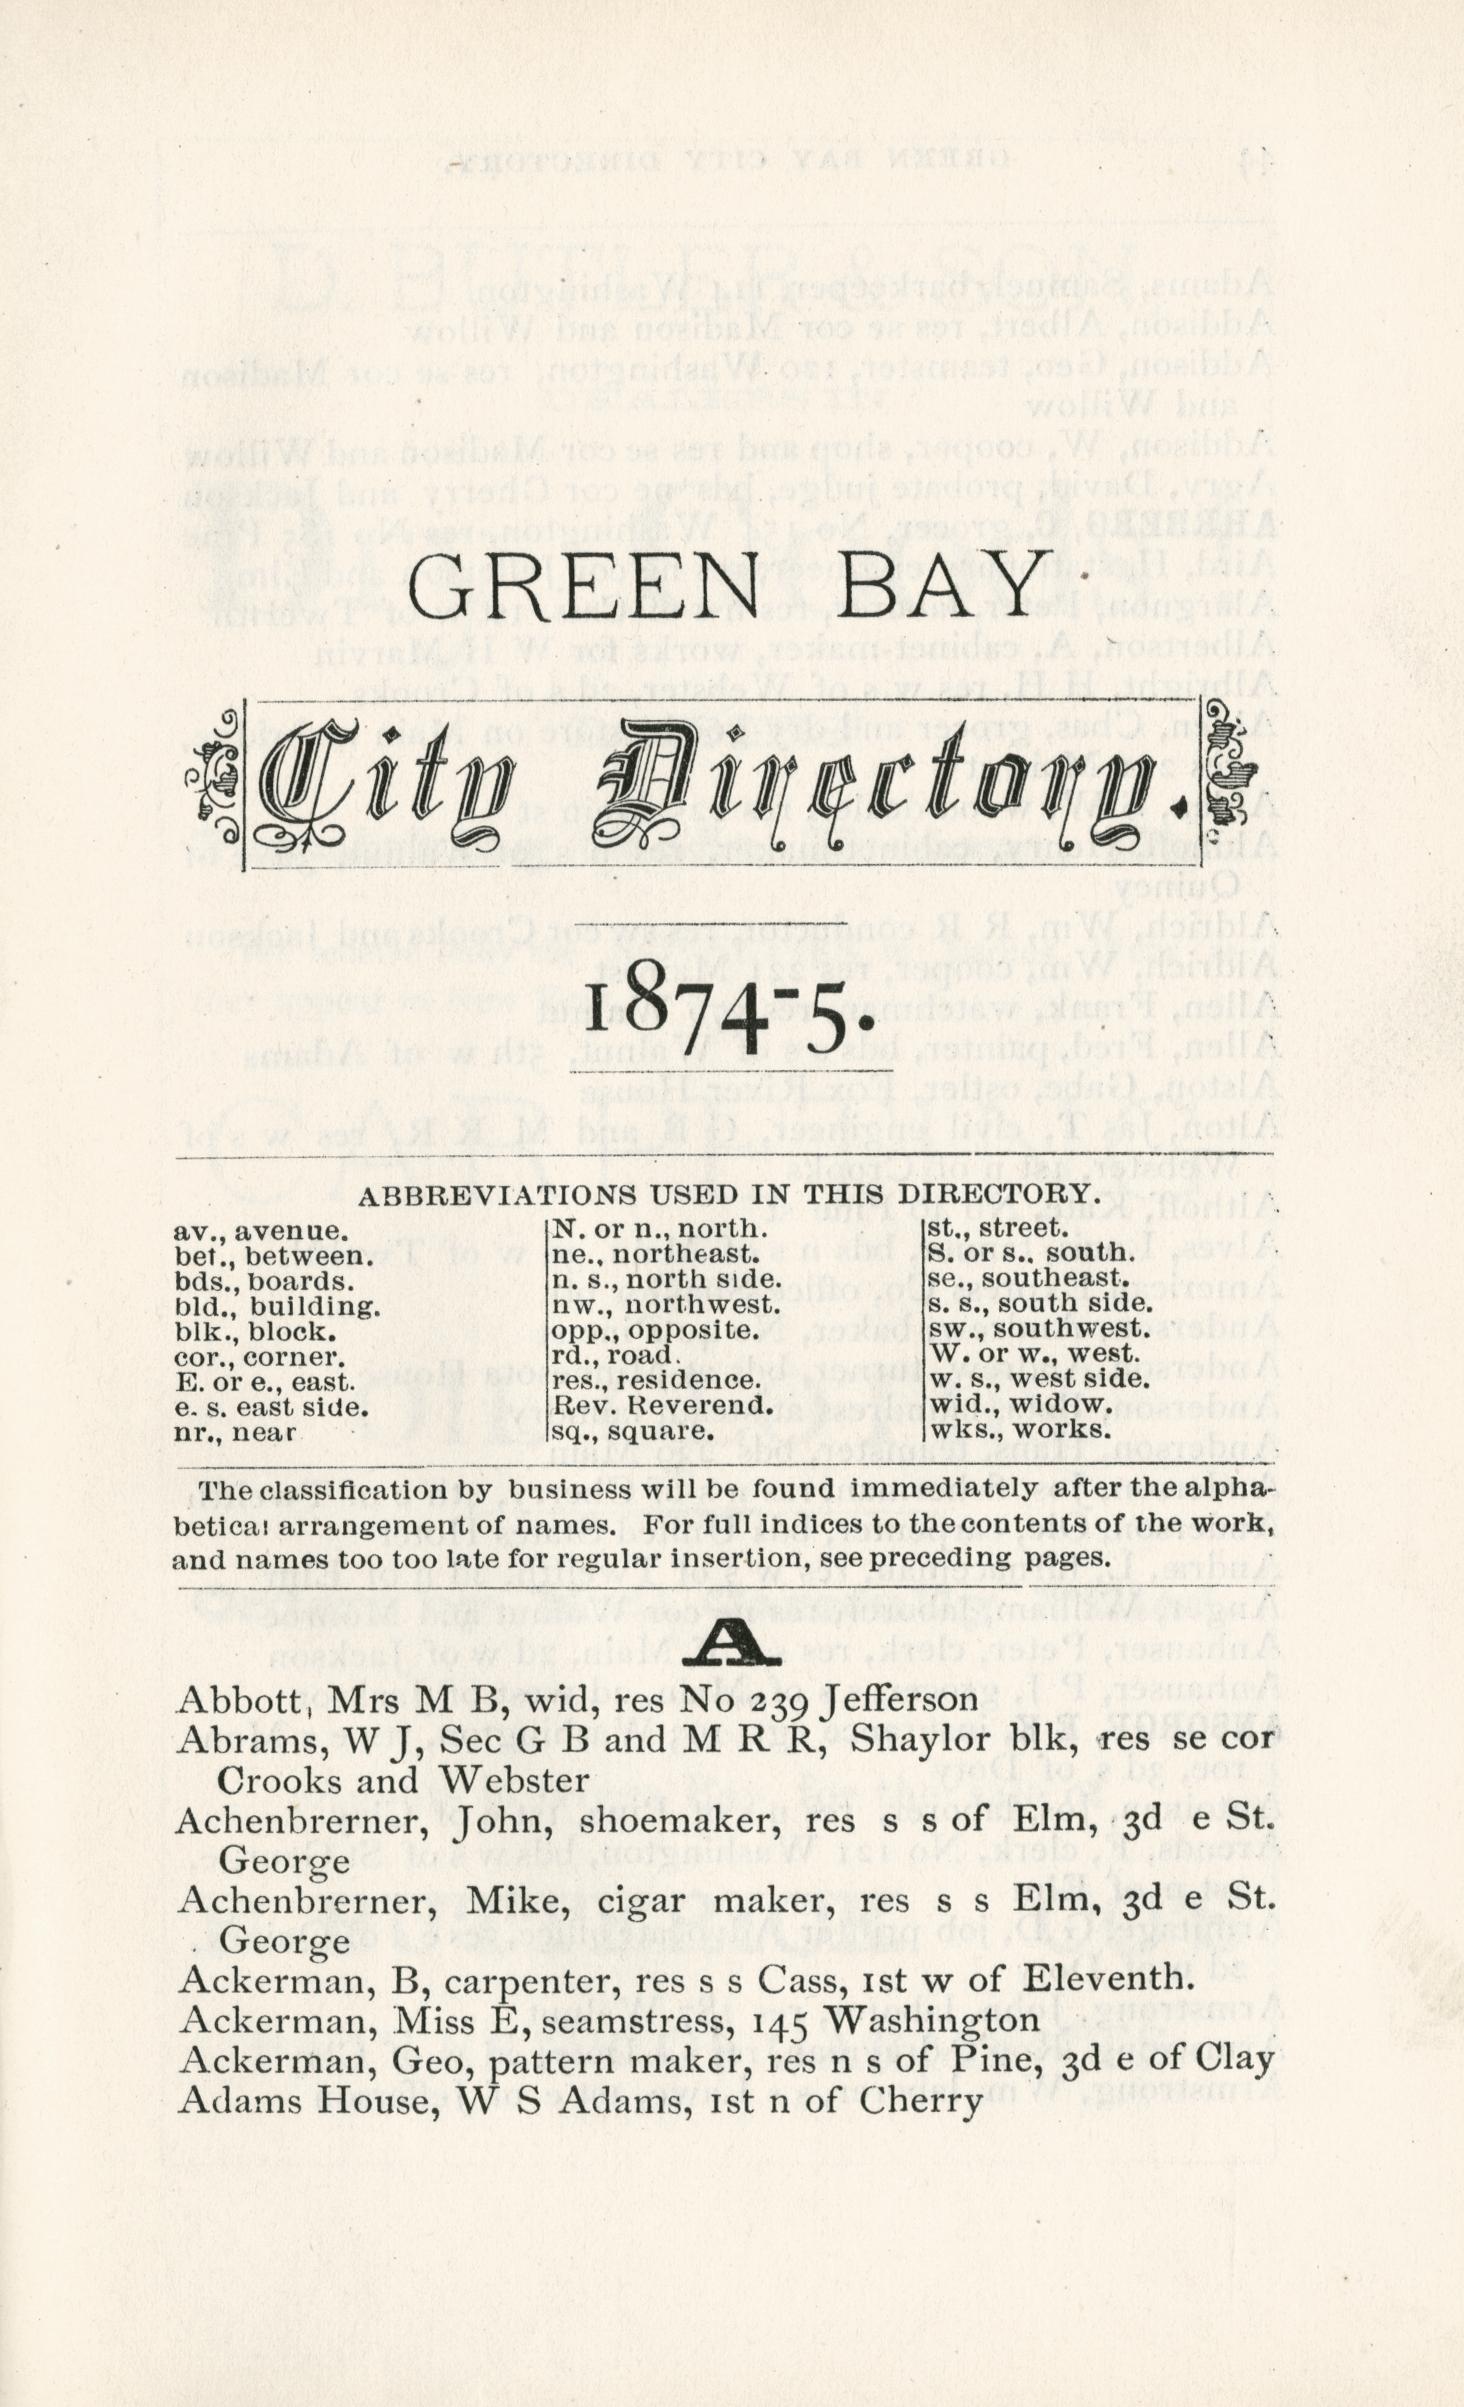 GREEN BAY
City Directory.
1874-5.
ABBREVIATIONS USED IN THIS DIRECTORY.
av., avenue.
bet., between.
bds., boards.
bld., building.
blk., block.
cor., corner.
E. or e., east.
e. s. east side.
nr., near
N. or n., north.
ne., northeast.
n. s., north side.
nw., northwest.
opp., opposite.
rd., road.
res., residence.
Rev. Reverend.
sq., square.
st., street.
S. or s., south.
se., southeast.
s. s., south side.
sw., southwest.
W. or w., west.
w. s., west side.
wid., widow.
wks., works.
The classification by business will be found immediately after the alpha-
betical arrangement of names. For full indices to the contents of the work,
and names too too late for regular insertion, see preceding pages.
A
Abbott, Mrs M B, wid, res No 239 Jefferson
Abrams, W J, Sec G B and M R R, Shaylor blk, res se cor
Crooks and Webster
Achenbrerner, John, shoemaker, res s s of Elm, 3d e St.
George
Achenbrerner, Mike, cigar maker, res s s Elm, 3d e St.
George
Ackerman, B, carpenter, res s s Cass, 1st w of Eleventh.
Ackerman, Miss E, seamstress, 145 Washington
Ackerman, Geo, pattern maker, res n s of Pine, 3d e of Clay
Adams House, W S Adams, 1st n of Cherry